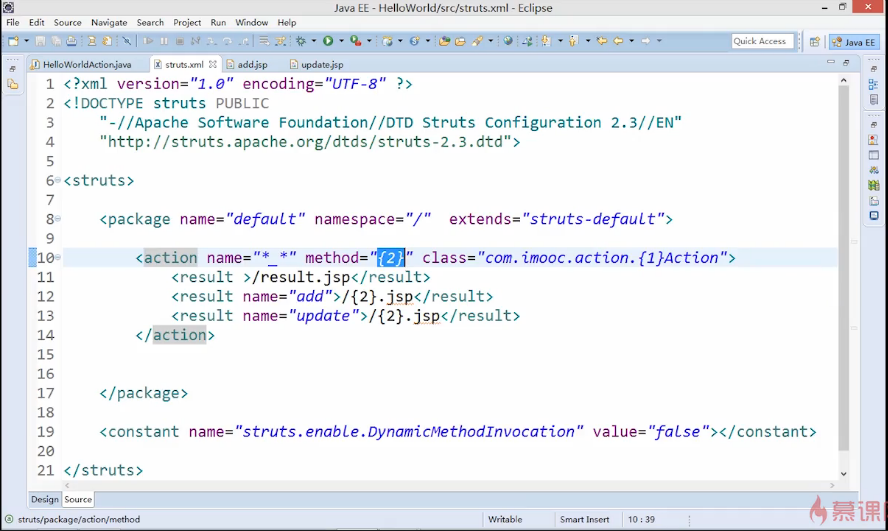 Java EE - HelloWorld/src/struts.xml - Eclipse
File Edit Source Navigate Search Project Run Window Help
Quick Access Java EE
HelloWorldAction.java struts.xml add.jsp update.jsp
1 <?xml version="1.0" encoding="UTF-8" ?>
2 <!DOCTYPE struts PUBLIC
3 "-//Apache Software Foundation//DTD Struts Configuration 2.3//EN"
4 "http://struts.apache.org/dtds/struts-2.3.dtd">
5
6 <struts>
7
8 <package name="default" namespace="/" extends="struts-default">
9
10 <action name="*_*" method="{2}" class="com.imooc.action.{1}Action">
11 <result >/result.jsp</result>
12 <result name="add">/{2}.jsp</result>
13 <result name="update">/{2}.jsp</result>
14 </action>
15
16
17 </package>
18
19 <constant name="struts.enable.DynamicMethodInvocation" value="false"></constant>
20
21 </struts>
Design Source
struts/package/action/method Writable Smart Insert 10 : 39
慕课